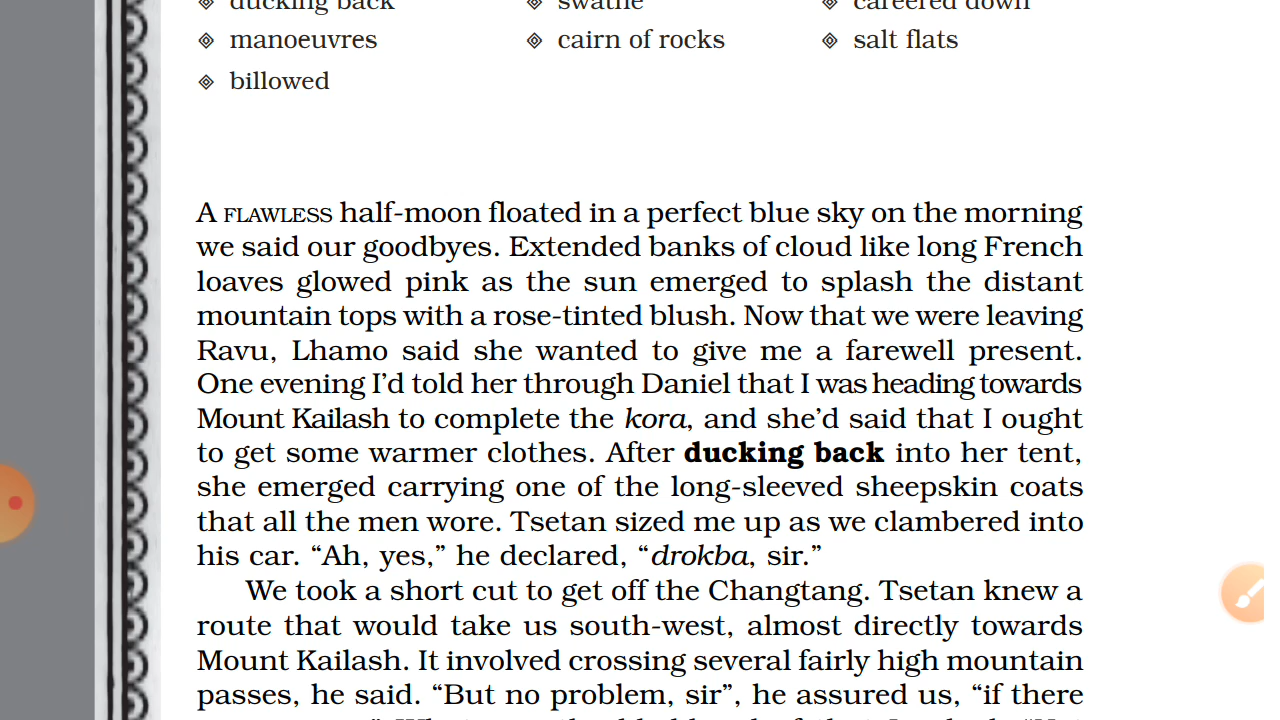 ducking back swathe careered down
manoeuvres cairn of rocks salt flats
billowed
A FLAWLESS half-moon floated in a perfect blue sky on the morning
we said our goodbyes. Extended banks of cloud like long French
loaves glowed pink as the sun emerged to splash the distant
mountain tops with a rose-tinted blush. Now that we were leaving
Ravu, Lhamo said she wanted to give me a farewell present.
One evening I’d told her through Daniel that I was heading towards
Mount Kailash to complete the kora, and she’d said that I ought
to get some warmer clothes. After ducking back into her tent,
she emerged carrying one of the long-sleeved sheepskin coats
that all the men wore. Tsetan sized me up as we clambered into
his car. “Ah, yes,” he declared, “drokba, sir.”
We took a short cut to get off the Changtang. Tsetan knew a
route that would take us south-west, almost directly towards
Mount Kailash. It involved crossing several fairly high mountain
passes, he said. “But no problem, sir”, he assured us, “if there